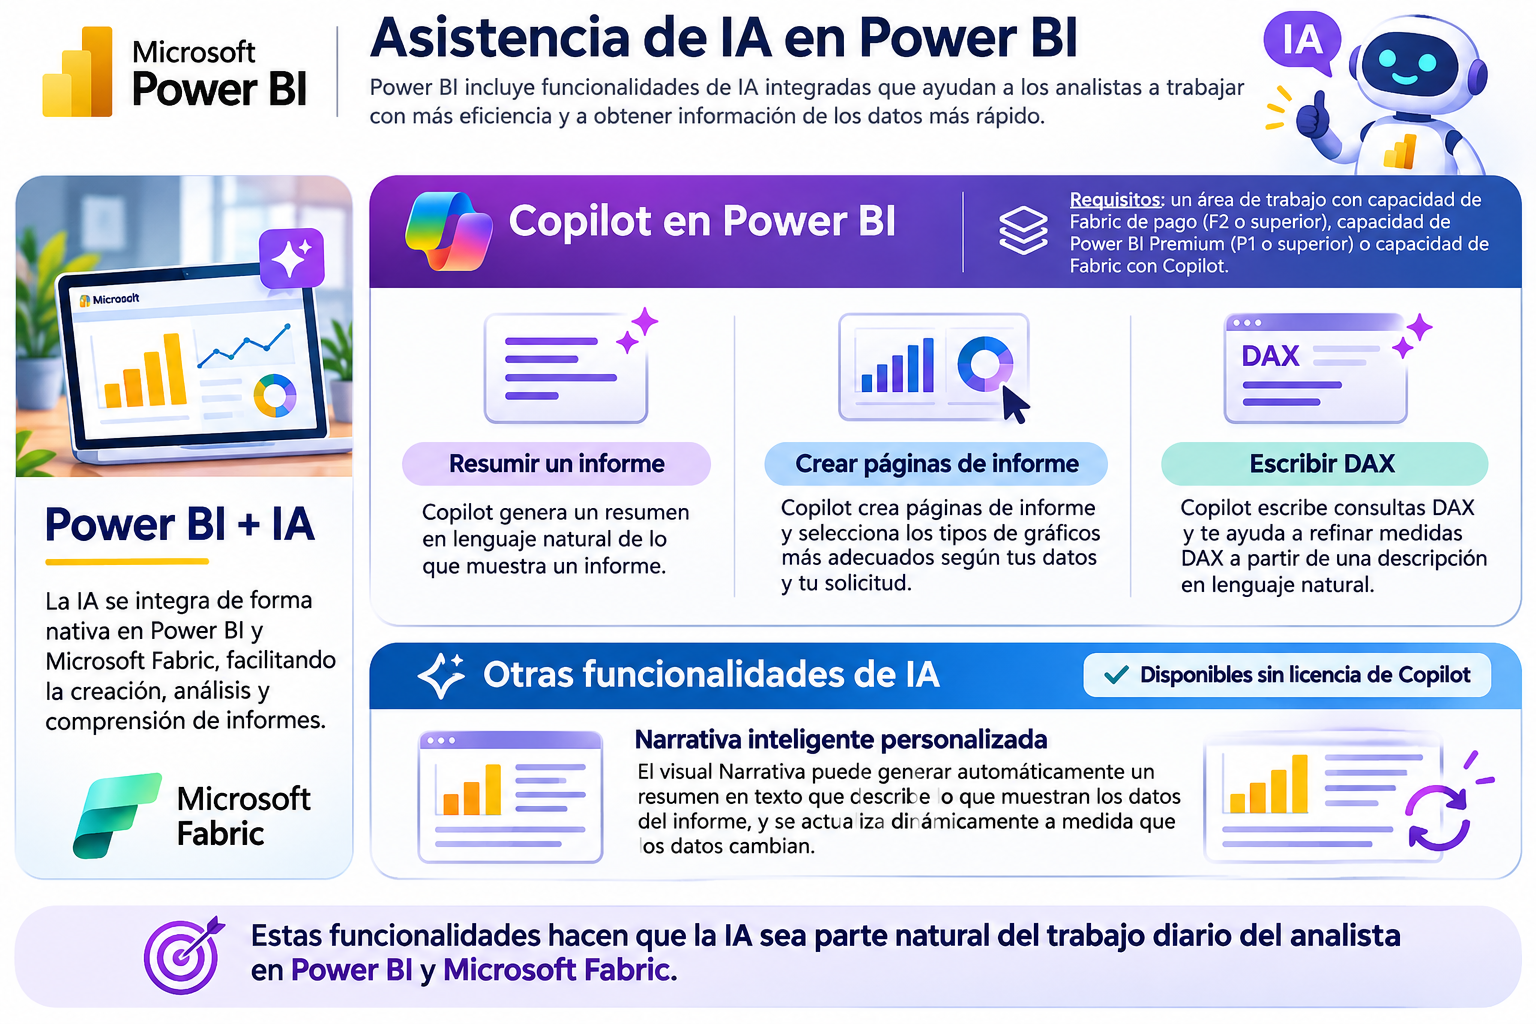 Microsoft
Power BI
Asistencia de IA en Power BI
Power BI incluye funcionalidades de IA integradas que ayudan a los analistas a trabajar
con más eficiencia y a obtener información de los datos más rápido.
IA
Microsoft
Power BI + IA
La IA se integra de forma
nativa en Power BI y
Microsoft Fabric, facilitando
la creación, análisis y
comprensión de informes.
Microsoft
Fabric
Copilot en Power BI
Requisitos: un área de trabajo con capacidad de
Fabric de pago (F2 o superior), capacidad de
Power BI Premium (P1 o superior) o capacidad de
Fabric con Copilot.
Resumir un informe
Copilot genera un resumen
en lenguaje natural de lo
que muestra un informe.
Crear páginas de informe
Copilot crea páginas de informe
y selecciona los tipos de gráficos
más adecuados según tus datos
y tu solicitud.
DAX
Escribir DAX
Copilot escribe consultas DAX
y te ayuda a refinar medidas
DAX a partir de una descripción
en lenguaje natural.
Otras funcionalidades de IA
Disponibles sin licencia de Copilot
Narrativa inteligente personalizada
El visual Narrativa puede generar automáticamente un
resumen en texto que describe lo que muestran los datos
del informe, y se actualiza dinámicamente a medida que
los datos cambian.
Estas funcionalidades hacen que la IA sea parte natural del trabajo diario del analista
en Power BI y Microsoft Fabric.